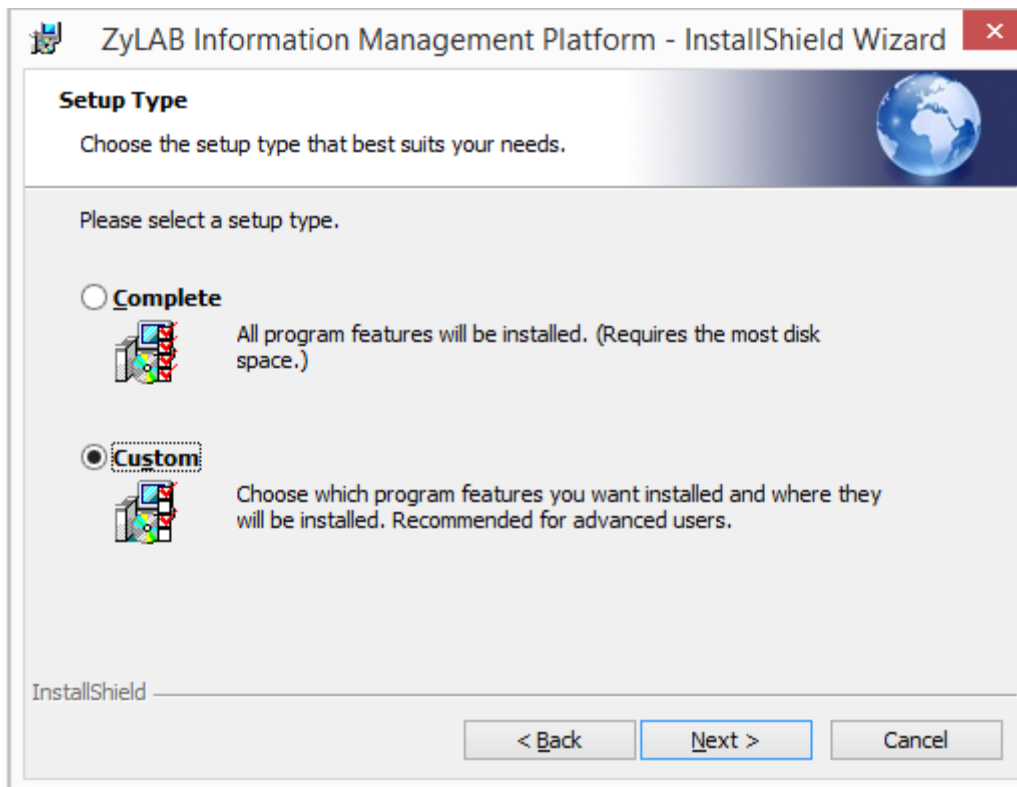 ZyLAB Information Management Platform - InstallShield Wizard
Setup Type
Choose the setup type that best suits your needs.
Please select a setup type.
Complete
All program features will be installed. (Requires the most disk
space.)
Custom
Choose which program features you want installed and where they
will be installed. Recommended for advanced users.
InstallShield
< Back
Next >
Cancel